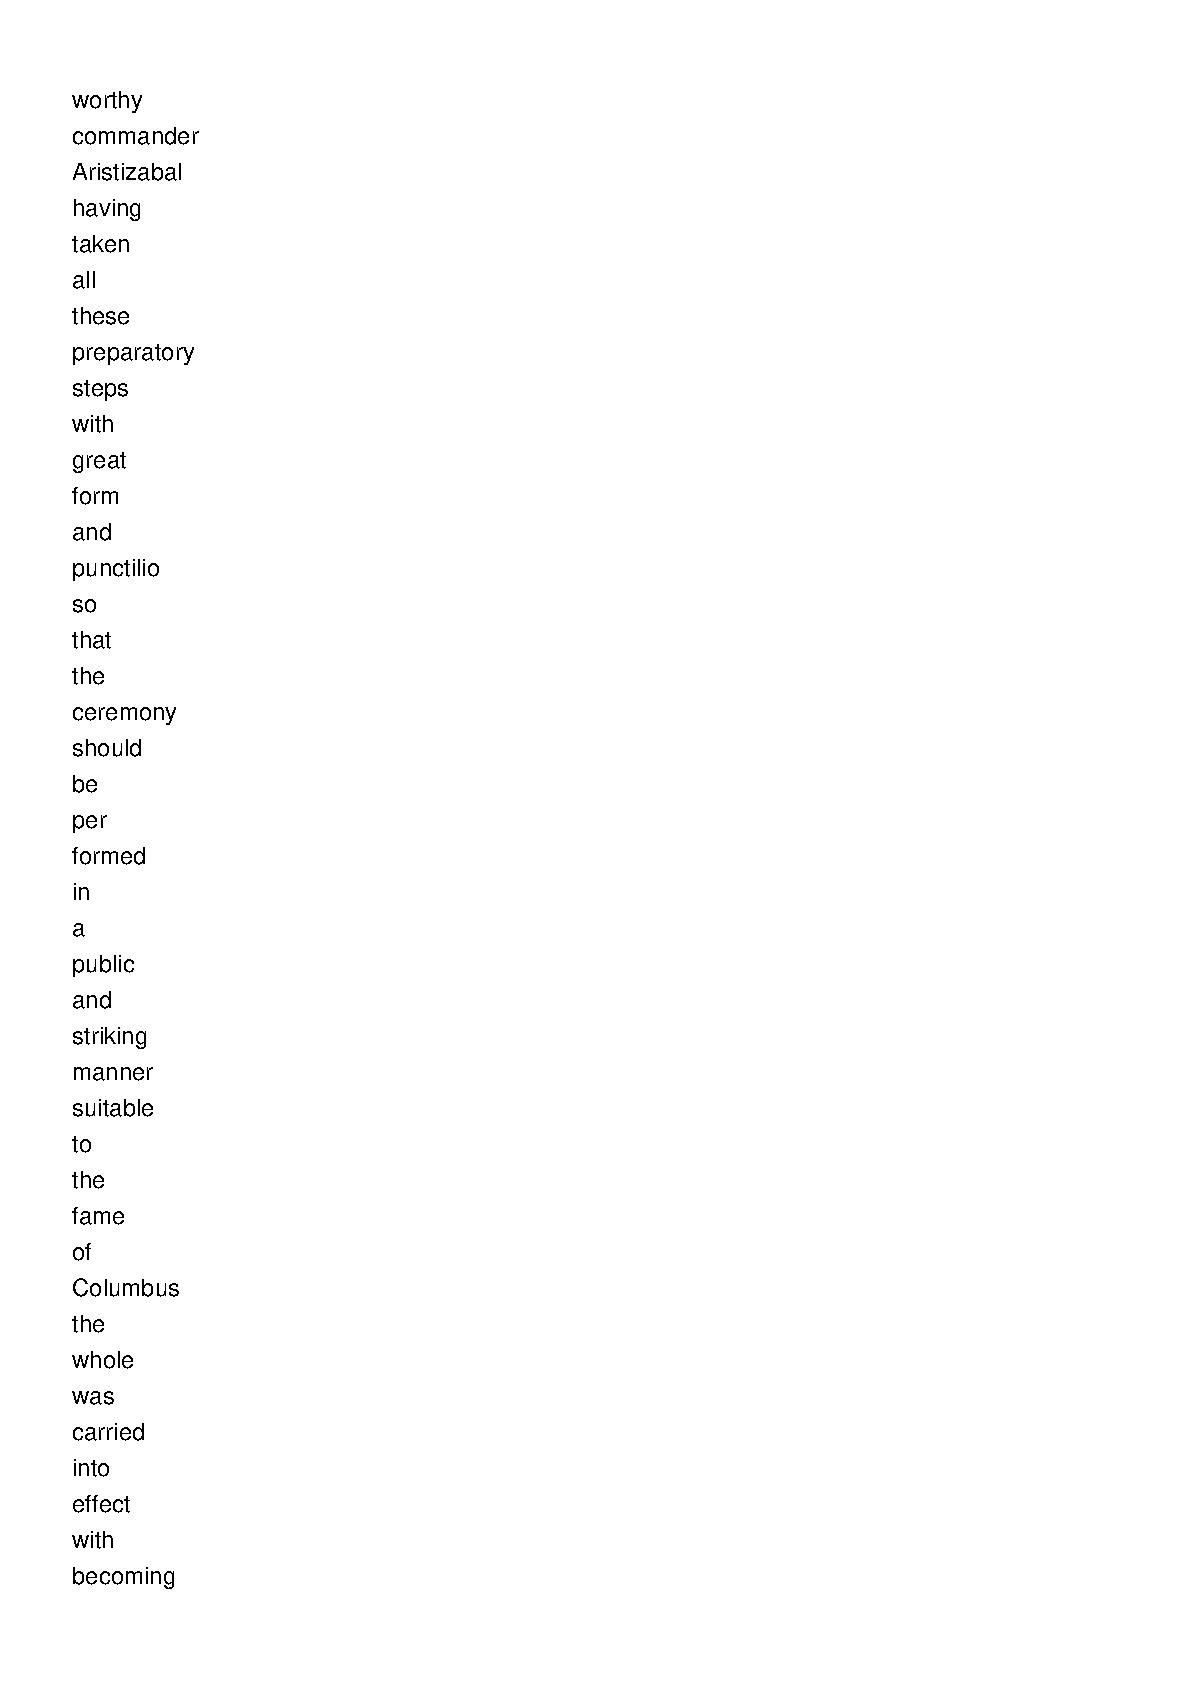 worthy
commander
Aristizabal
having
taken
all
these
preparatory
steps
with
great
form
and
punctilio
so
that
the
ceremony
should
be
per
formed
in
a
public
and
striking
manner
suitable
to
the
fame
of
Columbus
the
whole
was
carried
into
effect
with
becoming